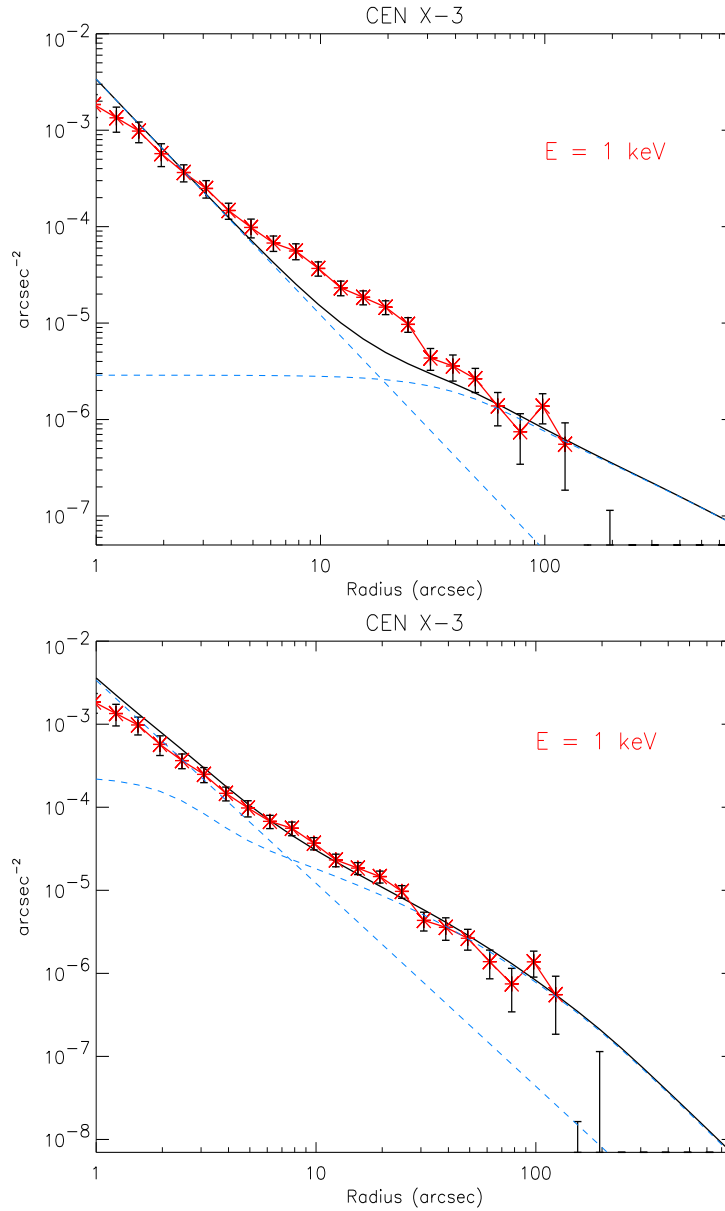 CEN X-3
10⁻²
10⁻³
E = 1 keV
10⁻⁴
arcsec⁻²
10⁻⁵
10⁻⁶
10⁻⁷
1 10 100
Radius (arcsec)
CEN X-3
10⁻²
10⁻³
E = 1 keV
10⁻⁴
arcsec⁻²
10⁻⁵
10⁻⁶
10⁻⁷
10⁻⁸
1 10 100
Radius (arcsec)